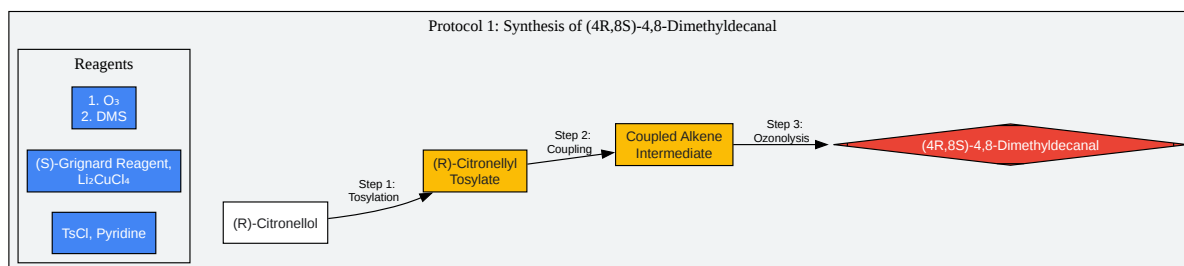 Protocol 1: Synthesis of (4R,8S)-4,8-Dimethyldecanal
Reagents
1. O₃
2. DMS
(S)-Grignard Reagent,
Li₂CuCl₄
TsCl, Pyridine
(R)-Citronellol
Step 1:
Tosylation
(R)-Citronellyl
Tosylate
Step 2:
Coupling
Coupled Alkene
Intermediate
Step 3:
Ozonolysis
(4R,8S)-4,8-Dimethyldecanal